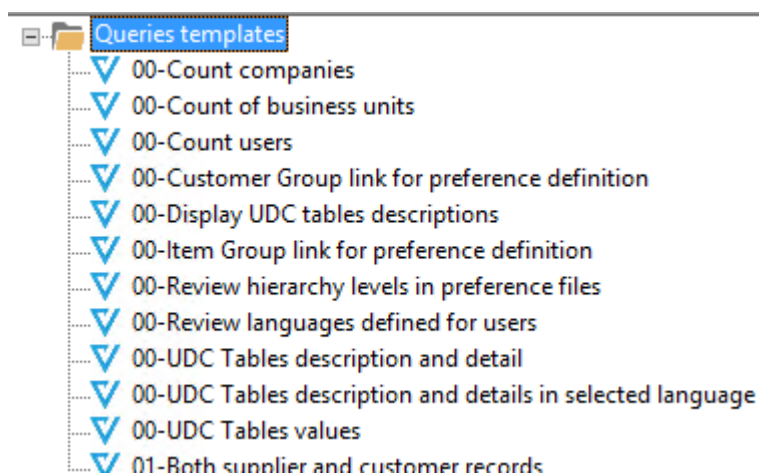 Queries templates
00-Count companies
00-Count of business units
00-Count users
00-Customer Group link for preference definition
00-Display UDC tables descriptions
00-Item Group link for preference definition
00-Review hierarchy levels in preference files
00-Review languages defined for users
00-UDC Tables description and detail
00-UDC Tables description and details in selected language
00-UDC Tables values
01-Both supplier and customer records